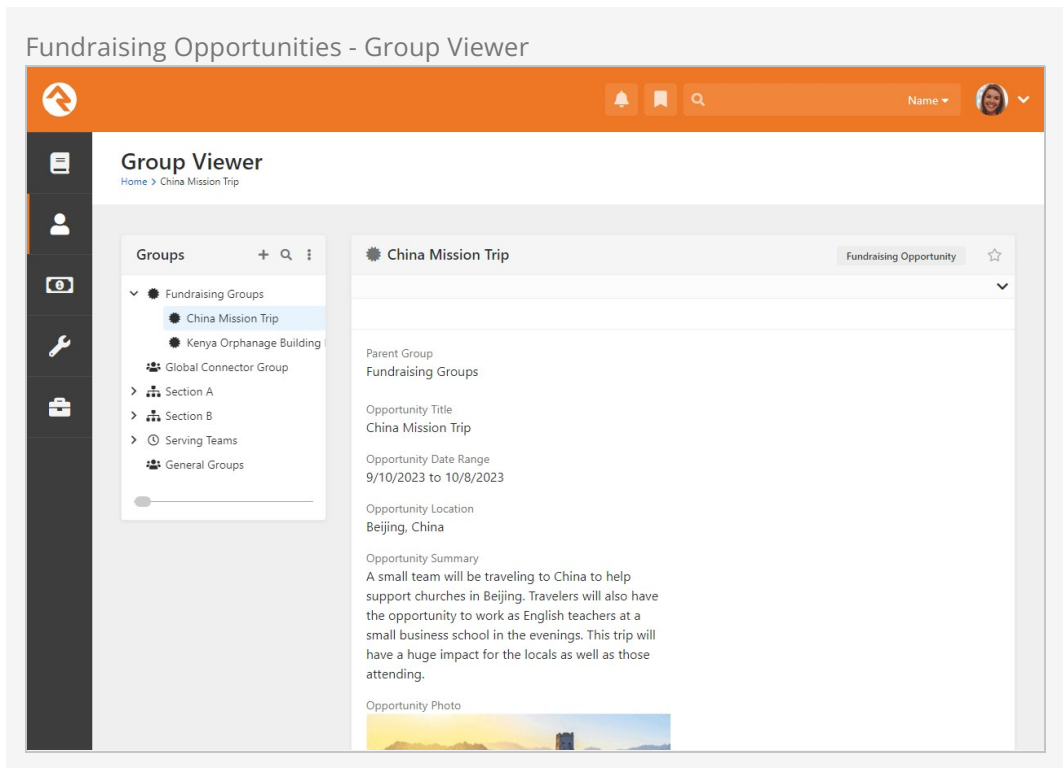 Fundraising Opportunities - Group Viewer
Name
Group Viewer
Home > China Mission Trip
Groups
Fundraising Groups
China Mission Trip
Kenya Orphanage Building
Global Connector Group
Section A
Section B
Serving Teams
General Groups
China Mission Trip
Fundraising Opportunity
Parent Group
Fundraising Groups
Opportunity Title
China Mission Trip
Opportunity Date Range
9/10/2023 to 10/8/2023
Opportunity Location
Beijing, China
Opportunity Summary
A small team will be traveling to China to help
support churches in Beijing. Travelers will also have
the opportunity to work as English teachers at a
small business school in the evenings. This trip will
have a huge impact for the locals as well as those
attending.
Opportunity Photo